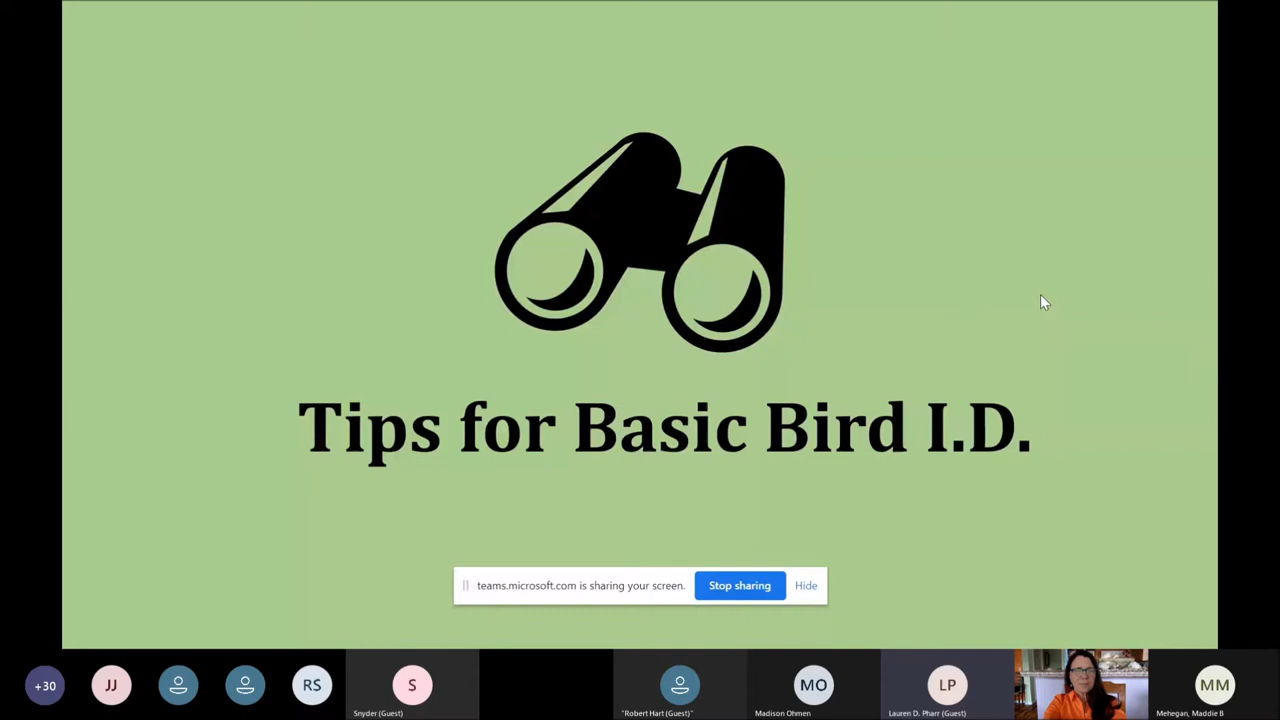 Tips for Basic Bird I.D.
teams.microsoft.com is sharing your screen.
Stop sharing
Hide
+30
JJ
RS
S
Snyder (Guest)
"Robert Hart (Guest)"
MO
Madison Ohmen
LP
Lauren D. Pharr (Guest)
MM
Mehegan, Maddie B